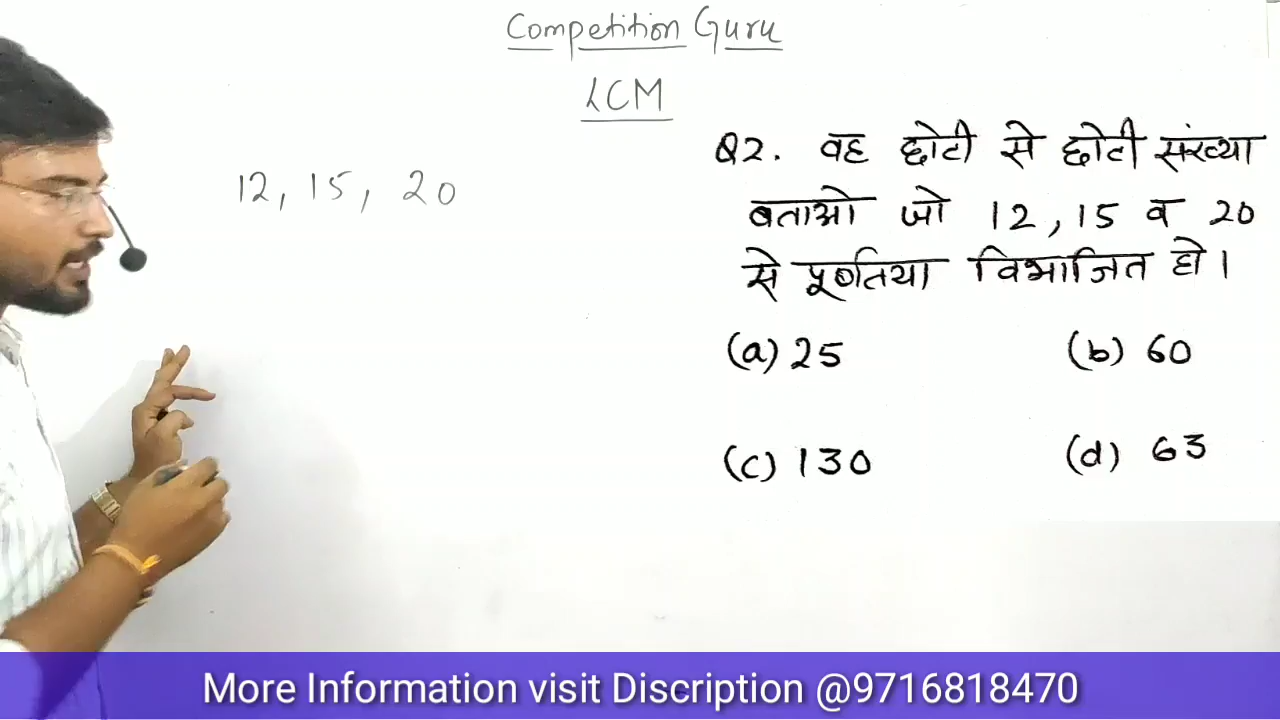 Competition Guru
LCM
12, 15, 20
Q2. वह छोटी से छोटी संख्या
बताओ जो 12, 15 व 20
से पूर्णतया विभाजित हो।
(a) 25
(b) 60
(c) 130
(d) 63
More Information visit Discription @9716818470